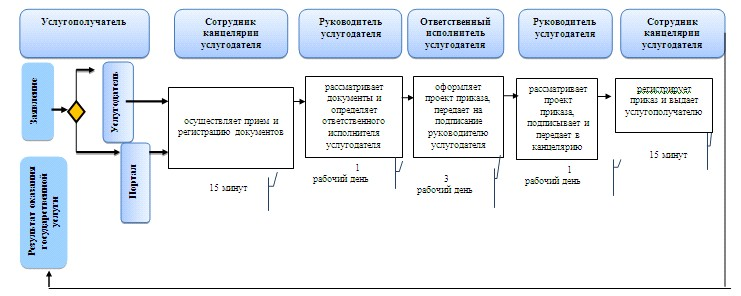 Услугополучатель
Сотрудник
канцелярии
услугодателя
Руководитель
услугодателя
Ответственный
исполнитель
услугодателя
Руководитель
услугодателя
Сотрудник
канцелярии
услугодателя
Заявление
Услугодатель
Портал
Результат оказания
государственной
услуги
осуществляет прием и
регистрацию документов
15 минут
рассматривает
документы и
определяет
ответственного
исполнителя
услугодателя
1
рабочий день
оформляет
проект приказа,
передает на
подписание
руководителю
услугодателя
3
рабочий день
рассматривает
проект
приказа,
подписывает и
передает в
канцелярию
1
рабочий день
регистрирует
приказ и выдает
услугополучателю
15 минут